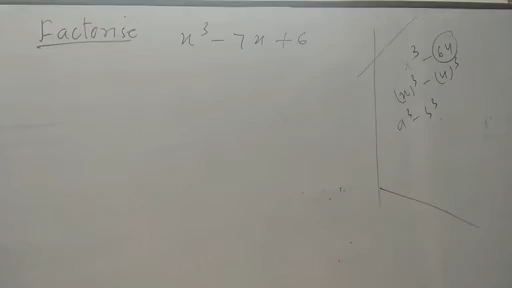 Factorise x³ - 7x + 6
³ - 64
(x)³ - (4)³
a³ - b³